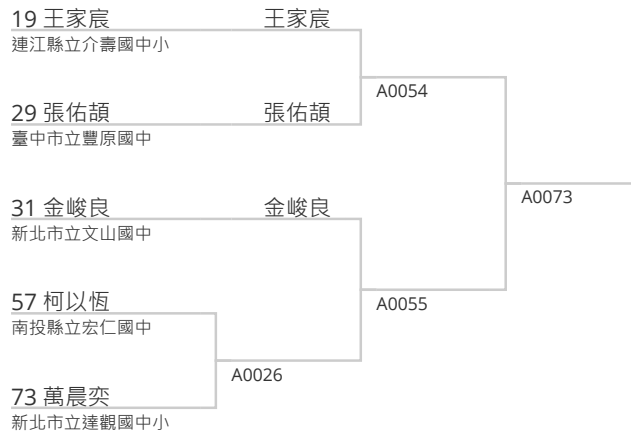 19 王家宸 王家宸
連江縣立介壽國中小
A0054
29 張佑頡 張佑頡
臺中市立豐原國中
A0073
31 金峻良 金峻良
新北市立文山國中
57 柯以恆
A0055
南投縣立宏仁國中
A0026
73 萬晨奕
新北市立達觀國中小